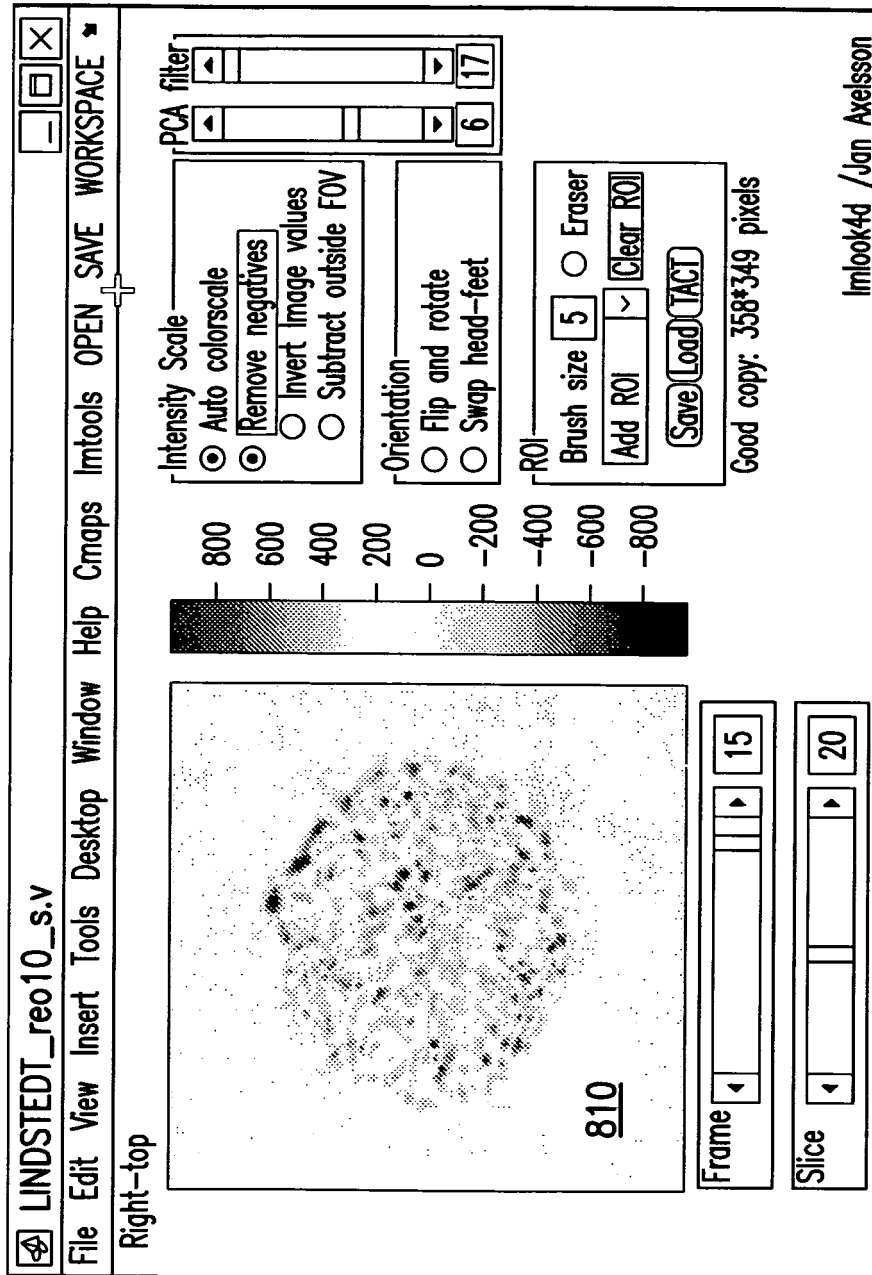 LINDSTEDT_reo10_s.v
File Edit View Insert Tools Desktop Window Help Cmaps Imtools OPEN SAVE WORKSPACE
Right-top
810
800
600
400
200
0
-200
-400
-600
-800
Intensity Scale
Auto colorscale
Remove negatives
Invert Image values
Subtract outside FOV
PCA filter
6
17
Orientation
Flip and rotate
Swap head-feet
ROI
Brush size 5 Eraser
Add ROI Clear ROI
Save Load TACT
Good copy: 358*349 pixels
Frame 15
Slice 20
Imlook4d /Jan Axelsson